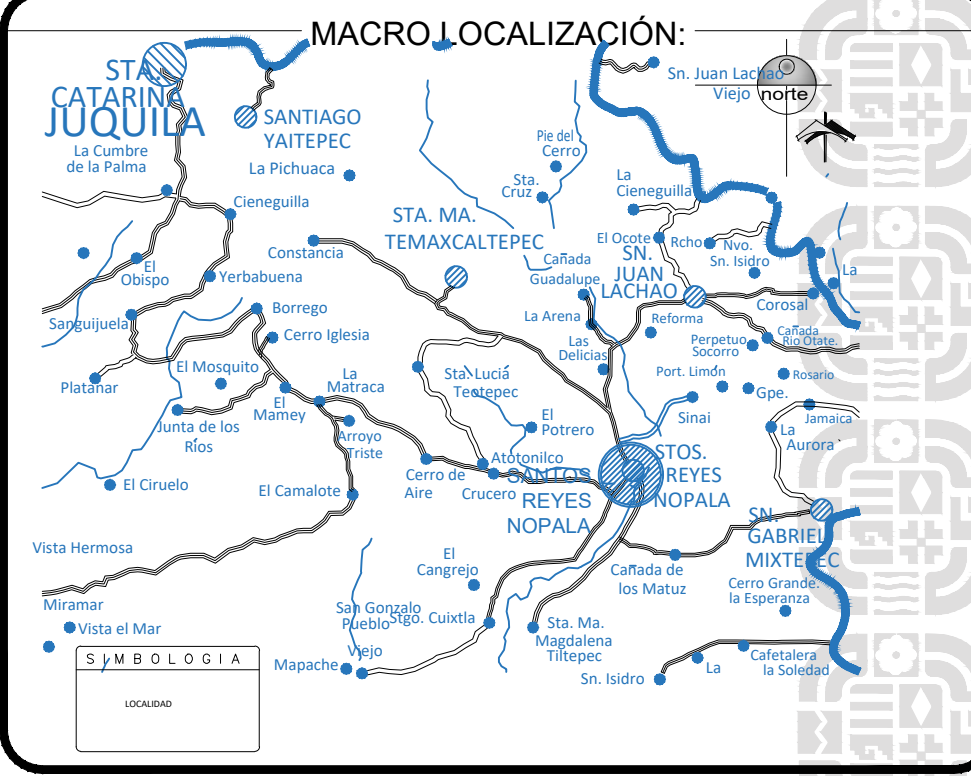 MACRO LOCALIZACIÓN:
STA.
CATARINA
JUQUILA
SANTIAGO
YAITEPEC
Sn. Juan Lachao
Viejo
norte
La Cumbre
de la Palma
La Pichuaca
Pie del
Cerro
Sta.
Cruz
La
Cieneguilla
Cieneguilla
STA. MA.
TEMAXCALTEPEC
Constancia
El Ocote
Rcho
Nvo.
Sn. Isidro
SN.
JUAN
LACHAO
Cañada
Guadalupe
El
Obispo
Yerbabuena
La
Corosal
Sanguijuela
Borrego
Cerro Iglesia
La Arena
Las
Delicias
Reforma
Perpetuo
Socorro
Cañada
Rio Otate.
Platanar
El Mosquito
La
Matraca
Sta. Lucia
Teotepec
Port. Limón
Rosario
Gpe.
El
Mamey
Junta de los
Ríos
Arroyo
Triste
El
Potrero
Sinai
Jamaica
La
Aurora
El Ciruelo
El Camalote
Cerro de
Aire
Atotonilco
Crucero
SANTOS
REYES
NOPALA
STOS.
REYES
NOPALA
SN.
GABRIEL
MIXTEPEC
Vista Hermosa
El
Cangrejo
Cañada de
los Matuz
Cerro Grande.
la Esperanza
Miramar
Vista el Mar
San Gonzalo
Pueblo
Viejo
Stgo. Cuixtla
Sta. Ma.
Magdalena
Tiltepec
Mapache
Sn. Isidro
La
Cafetalera
la Soledad
SIMBOLOGIA
LOCALIDAD